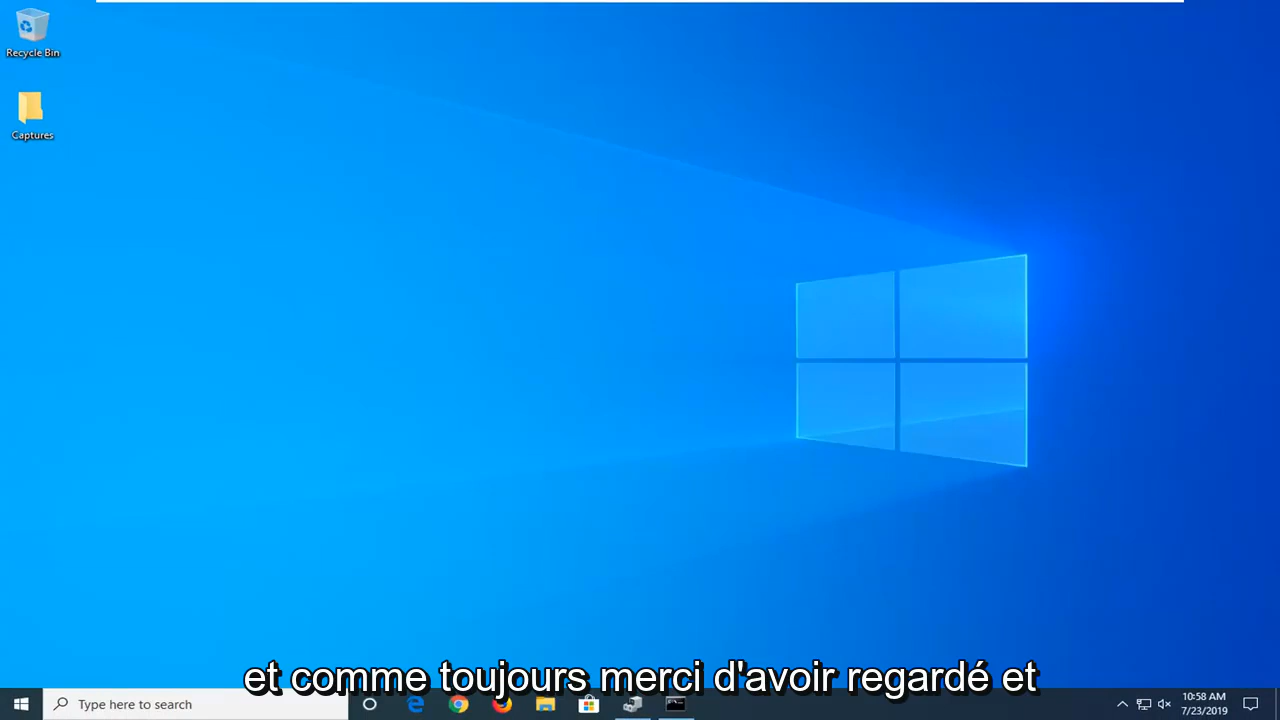 Recycle Bin
Captures
et comme toujours merci d'avoir regardé et
Type here to search
10:58 AM
7/23/2019